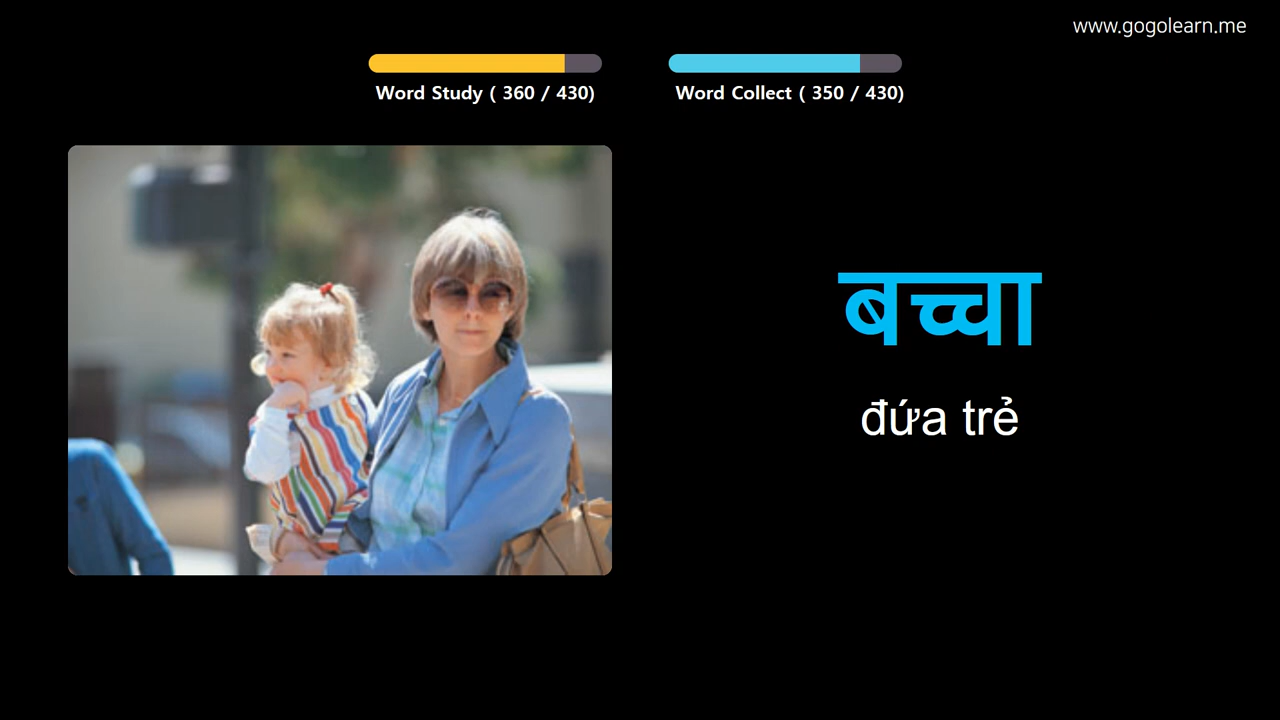 www.gogolearn.me
Word Study ( 360 / 430)
Word Collect ( 350 / 430)
बच्चा
đứa trẻ